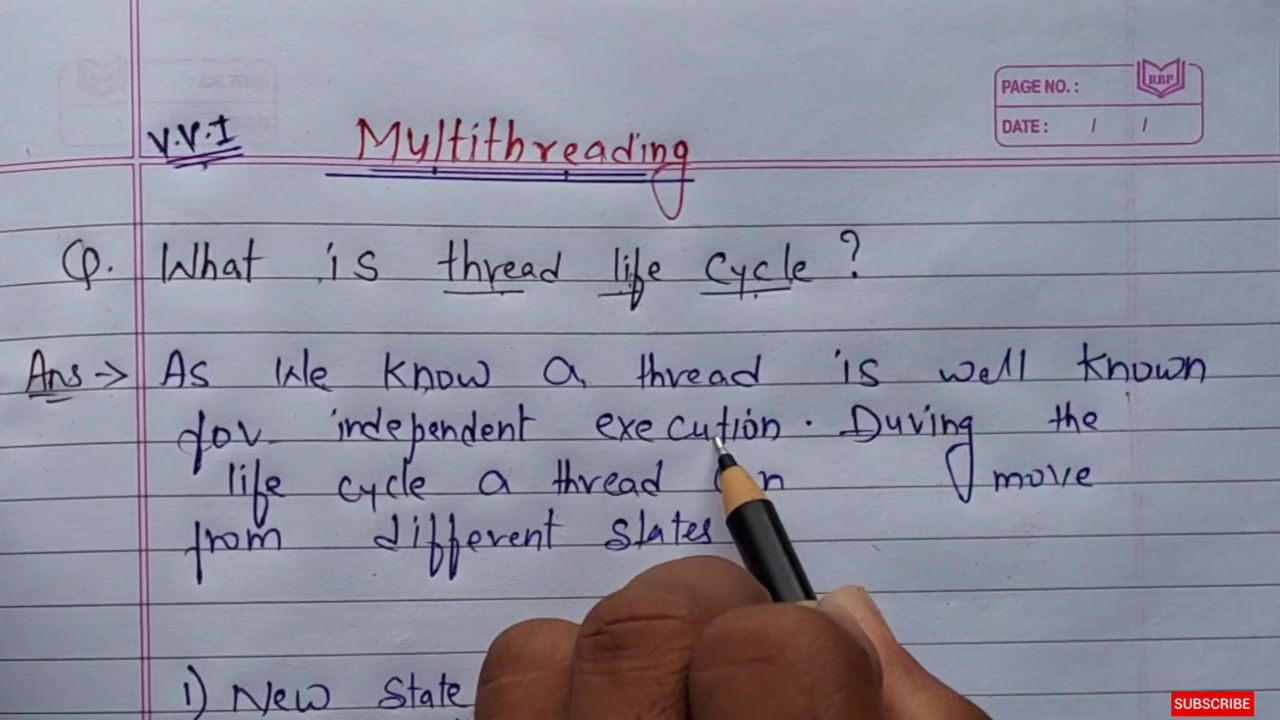 PAGE NO. :
RBP
DATE : / /
V.V.I Multithreading
Q. What is thread life cycle ?
Ans → As we know a thread is well known
for independent execution. During the
life cycle a thread move
from different states
1) New State
SUBSCRIBE